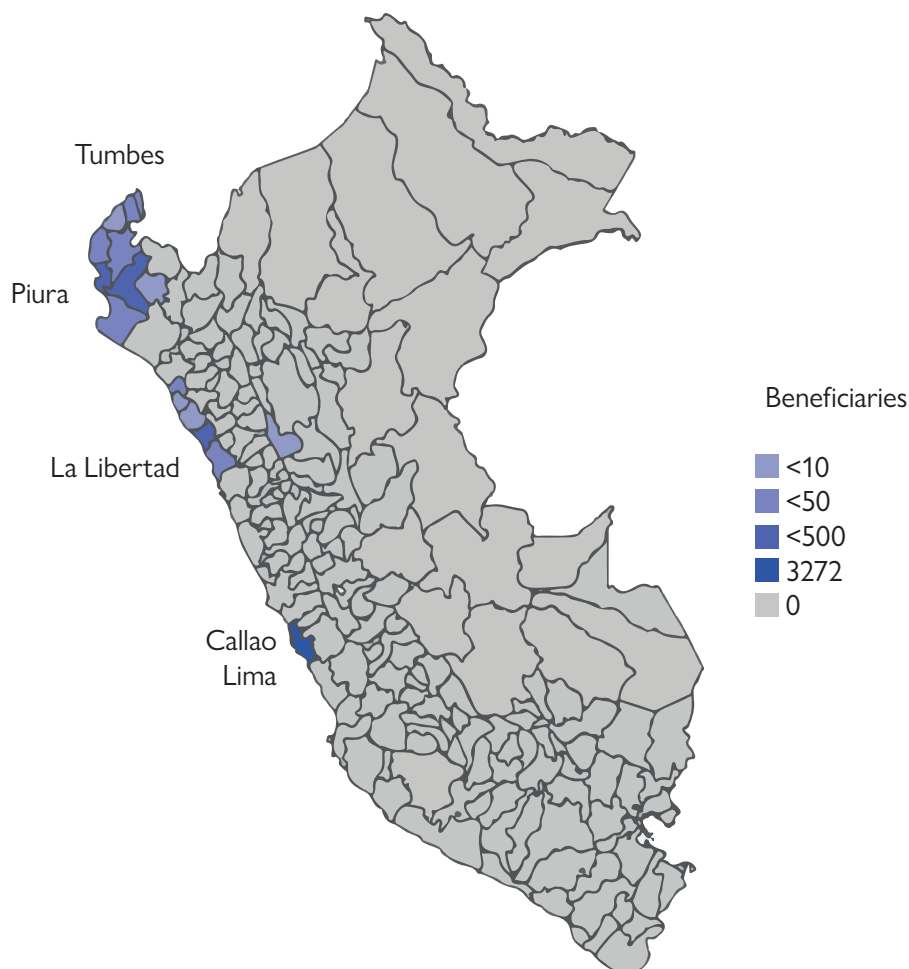 Tumbes
Piura
La Libertad
Callao
Lima
Beneficiaries
<10
<50
<500
3272
0